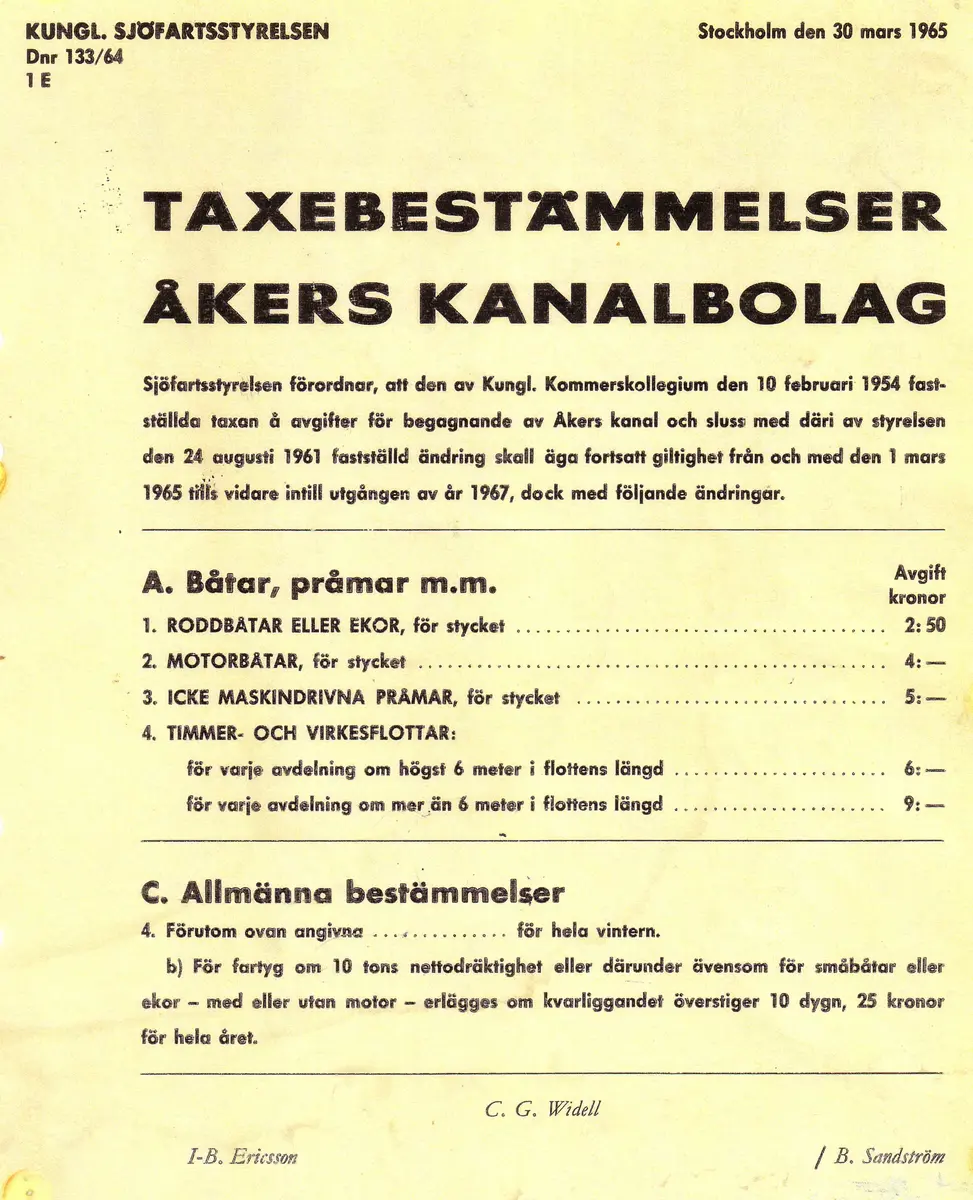 KUNGL. SJÖFARTSSTYRELSEN
Stockholm den 30 mars 1965
Dnr 133/64
1 E
TAXEBESTÄMMELSER
ÅKERS KANALBOLAG
Sjöfartsstyrelsen förordnar, att den av Kungl. Kommerskollegium den 10 februari 1954 fast-
ställda taxan å avgifter för begagnande av Åkers kanal och sluss med däri av styrelsen
den 24 augusti 1961 fastställd ändring skall äga fortsatt giltighet från och med den 1 mars
1965 tills vidare intill utgången av år 1967, dock med följande ändringar.
A. Båtar, pråmar m.m.
Avgift
kronor
1. RODDBÅTAR ELLER EKOR, för stycket ..................................... 2: 50
2. MOTORBÅTAR, för stycket ............................................... 4: —
3. ICKE MASKINDRIVNA PRÅMAR, för stycket ............................... 5: —
4. TIMMER- OCH VIRKESFLOTTAR:
för varje avdelning om högst 6 meter i flottens längd ..................... 6: —
för varje avdelning om mer än 6 meter i flottens längd ..................... 9: —
C. Allmänna bestämmelser
4. Förutom ovan angivna .............. för hela vintern.
b) För fartyg om 10 tons nettodräktighet eller därunder ävensom för småbåtar eller
ekor – med eller utan motor – erlägges om kvarliggandet överstiger 10 dygn, 25 kronor
för hela året.
C. G. Widell
I-B. Ericsson
/ B. Sandström